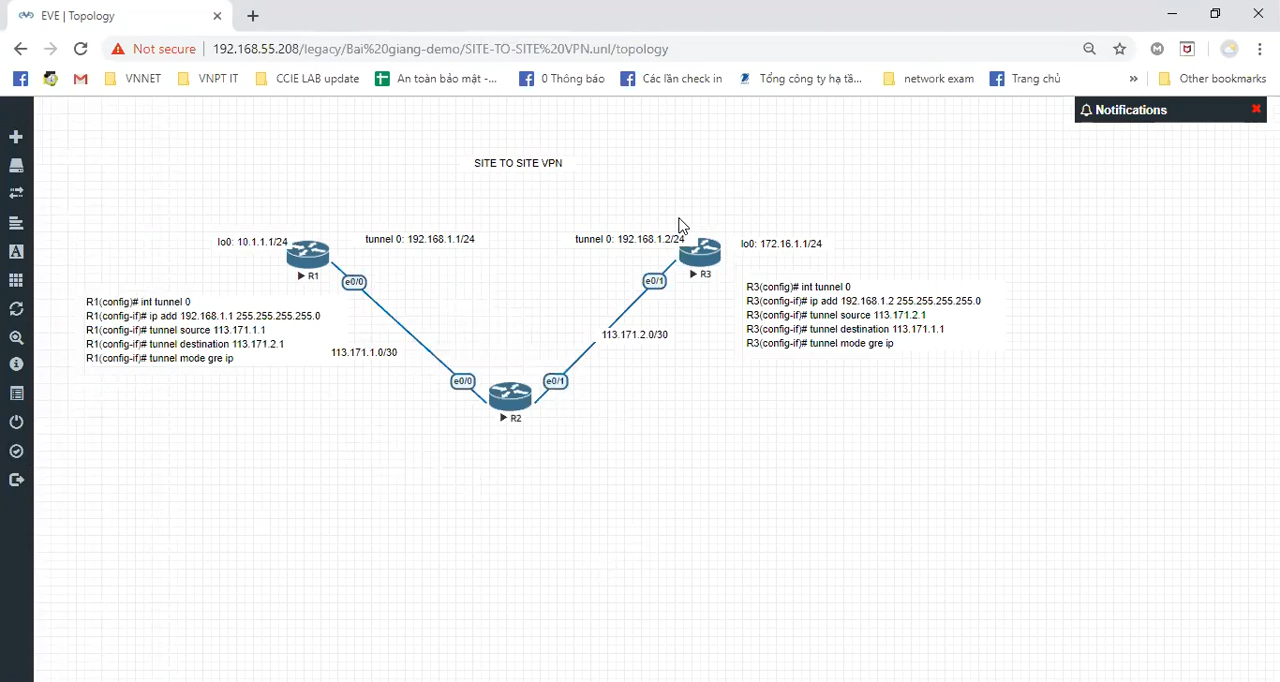 EVE | Topology
Not secure
192.168.55.208/legacy/Bai%20giang-demo/SITE-TO-SITE%20VPN.unl/topology
VNNET
VNPT IT
CCIE LAB update
An toàn bảo mật -...
0 Thông báo
Các lần check in
Tổng công ty hạ tầ...
network exam
Trang chủ
»
Other bookmarks
Notifications
SITE TO SITE VPN
lo0: 10.1.1.1/24
tunnel 0: 192.168.1.1/24
tunnel 0: 192.168.1.2/24
lo0: 172.16.1.1/24
R1
R3
e0/0
e0/1
R1(config)# int tunnel 0
R1(config-if)# ip add 192.168.1.1 255.255.255.255.0
R1(config-if)# tunnel source 113.171.1.1
R1(config-if)# tunnel destination 113.171.2.1
R1(config-if)# tunnel mode gre ip
R3(config)# int tunnel 0
R3(config-if)# ip add 192.168.1.2 255.255.255.255.0
R3(config-if)# tunnel source 113.171.2.1
R3(config-if)# tunnel destination 113.171.1.1
R3(config-if)# tunnel mode gre ip
113.171.1.0/30
113.171.2.0/30
e0/0
e0/1
R2